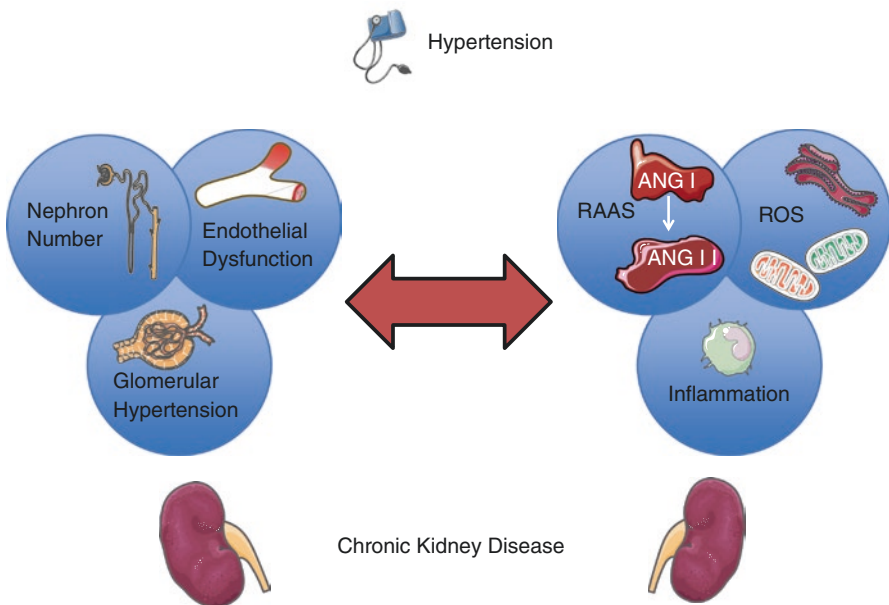 Hypertension
Nephron
Number
Endothelial
Dysfunction
Glomerular
Hypertension
RAAS
ANG I
ANG I I
ROS
Inflammation
Chronic Kidney Disease